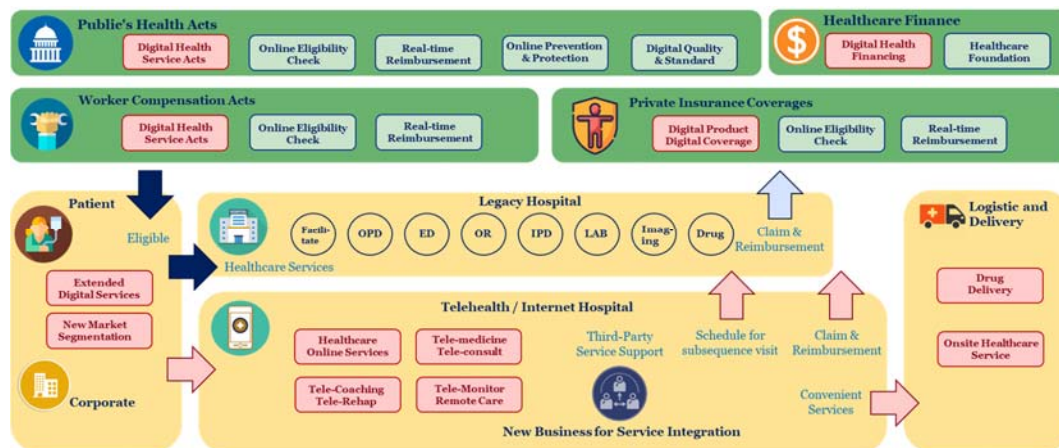 Public's Health Acts
Digital Health
Service Acts
Online Eligibility
Check
Real-time
Reimbursement
Online Prevention
& Protection
Digital Quality
& Standard
Healthcare Finance
Digital Health
Financing
Healthcare
Foundation
Worker Compensation Acts
Digital Health
Service Acts
Online Eligibility
Check
Real-time
Reimbursement
Private Insurance Coverages
Digital Product
Digital Coverage
Online Eligibility
Check
Real-time
Reimbursement
Patient
Eligible
Extended
Digital Services
New Market
Segmentation
Corporate
Legacy Hospital
Facili-
tate
OPD
ED
OR
IPD
LAB
Imag-
ing
Drug
Claim &
Reimbursement
Healthcare Services
Telehealth / Internet Hospital
Healthcare
Online Services
Tele-medicine
Tele-consult
Tele-Coaching
Tele-Rehap
Tele-Monitor
Remote Care
Third-Party
Service Support
Schedule for
subsequence visit
Claim &
Reimbursement
Convenient
Services
New Business for Service Integration
Logistic and
Delivery
Drug
Delivery
Onsite Healthcare
Service